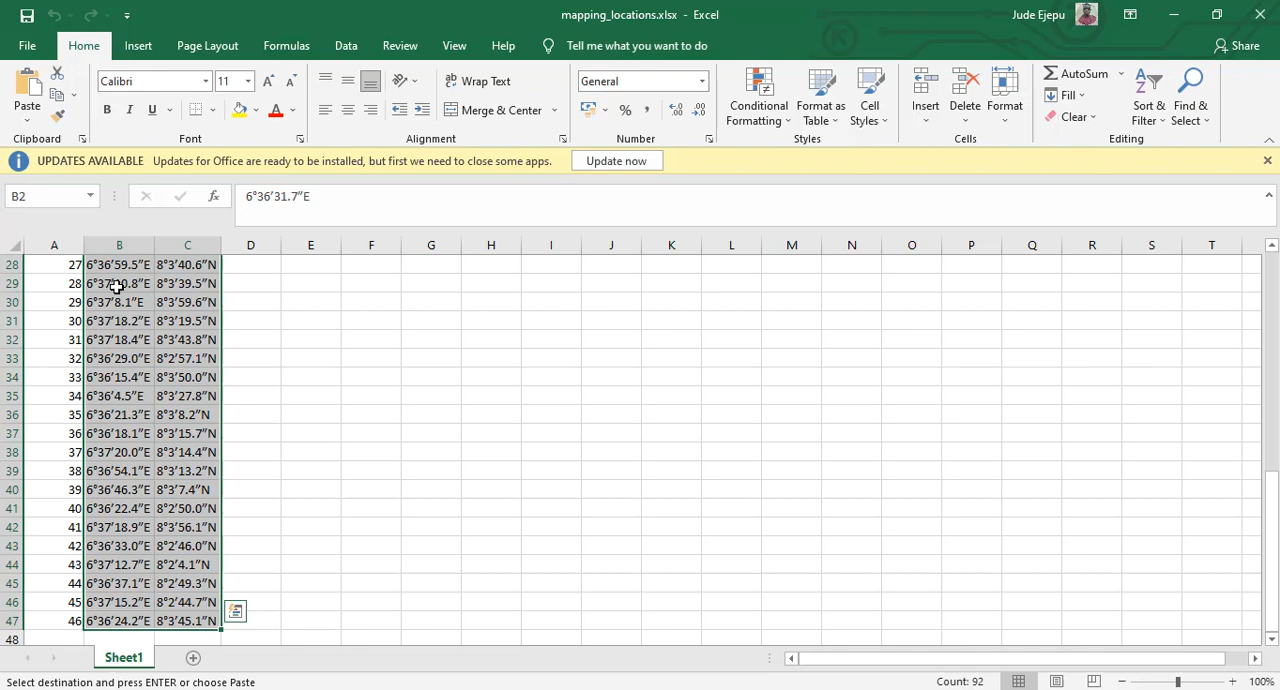 mapping_locations.xlsx - Excel
Jude Ejepu
File Home Insert Page Layout Formulas Data Review View Help Tell me what you want to do Share
Paste
Clipboard
Calibri 11
B I U
Font
Wrap Text
Merge & Center
Alignment
General
% ,
Number
Conditional Formatting
Format as Table
Cell Styles
Styles
Insert Delete Format
Cells
AutoSum
Fill
Clear
Sort & Filter
Find & Select
Editing
UPDATES AVAILABLE Updates for Office are ready to be installed, but first we need to close some apps. Update now
B2 fx 6°36′31.7″E
A B C D E F G H I J K L M N O P Q R S T
28 27 6°36′59.5″E 8°3′40.6″N
29 28 8°3′39.5″N
30 29 6°37′8.1″E 8°3′59.6″N
31 30 6°37′18.2″E 8°3′19.5″N
32 31 6°37′18.4″E 8°3′43.8″N
33 32 6°36′29.0″E 8°2′57.1″N
34 33 6°36′15.4″E 8°3′50.0″N
35 34 6°36′4.5″E 8°3′27.8″N
36 35 6°36′21.3″E 8°3′8.2″N
37 36 6°36′18.1″E 8°3′15.7″N
38 37 6°37′20.0″E 8°3′14.4″N
39 38 6°36′54.1″E 8°3′13.2″N
40 39 6°36′46.3″E 8°3′7.4″N
41 40 6°36′22.4″E 8°2′50.0″N
42 41 6°37′18.9″E 8°3′56.1″N
43 42 6°36′33.0″E 8°2′46.0″N
44 43 6°37′12.7″E 8°2′4.1″N
45 44 6°36′37.1″E 8°2′49.3″N
46 45 6°37′15.2″E 8°2′44.7″N
47 46 6°36′24.2″E 8°3′45.1″N
48
Sheet1
Select destination and press ENTER or choose Paste Count: 92 100%